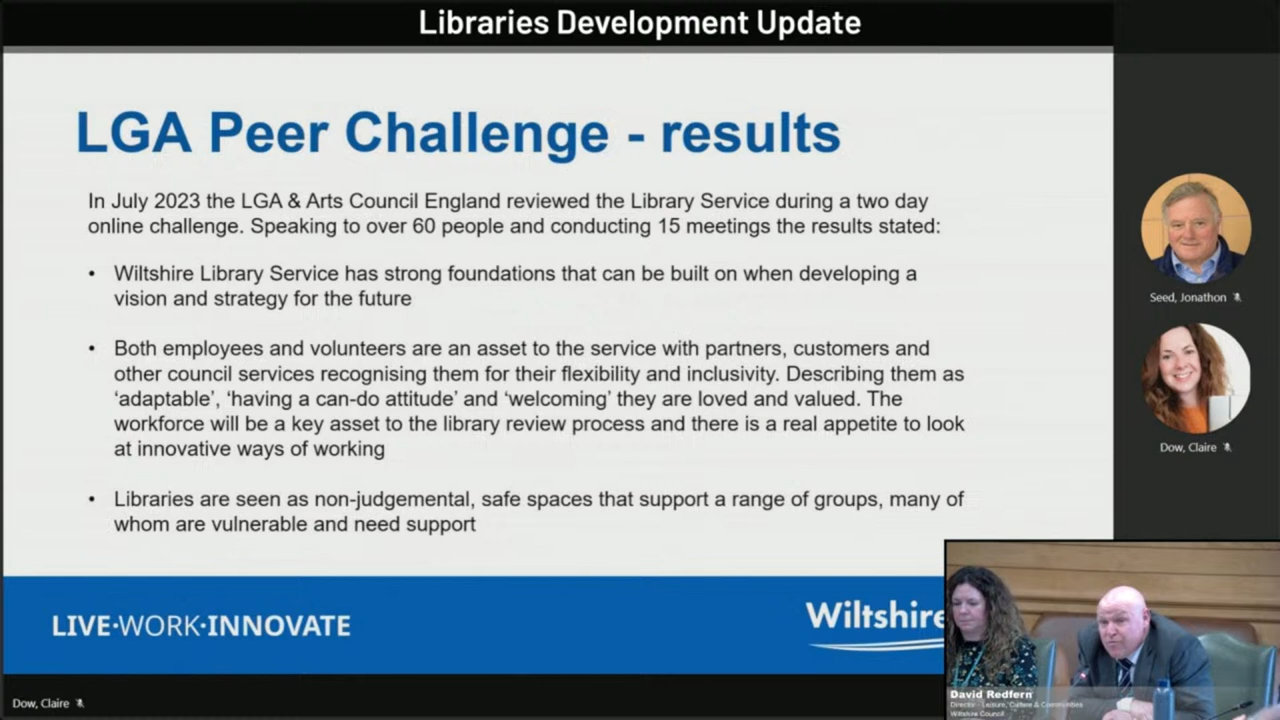 Libraries Development Update
LGA Peer Challenge - results
In July 2023 the LGA & Arts Council England reviewed the Library Service during a two day
online challenge. Speaking to over 60 people and conducting 15 meetings the results stated:
• Wiltshire Library Service has strong foundations that can be built on when developing a
vision and strategy for the future
• Both employees and volunteers are an asset to the service with partners, customers and
other council services recognising them for their flexibility and inclusivity. Describing them as
‘adaptable’, ‘having a can-do attitude’ and ‘welcoming’ they are loved and valued. The
workforce will be a key asset to the library review process and there is a real appetite to look
at innovative ways of working
• Libraries are seen as non-judgemental, safe spaces that support a range of groups, many of
whom are vulnerable and need support
LIVE·WORK·INNOVATE
Wiltshire
Seed, Jonathon
Dow, Claire
David Redfern
Director - Leisure, Culture & Communities
Wiltshire Council
Dow, Claire